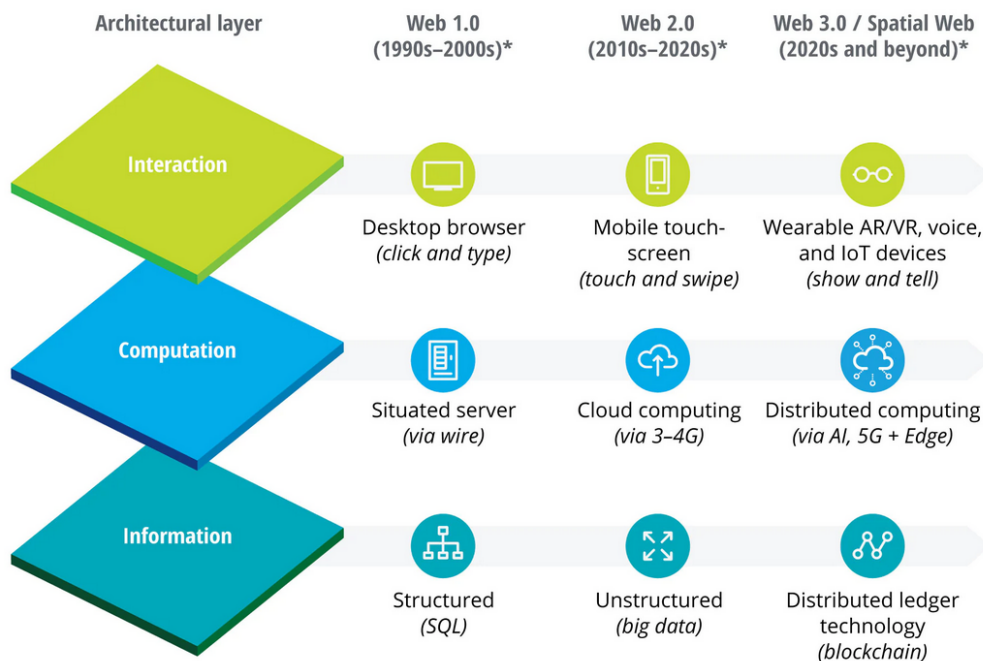 Architectural layer
Web 1.0
(1990s–2000s)*
Web 2.0
(2010s–2020s)*
Web 3.0 / Spatial Web
(2020s and beyond)*
Interaction
Desktop browser
(click and type)
Mobile touch-
screen
(touch and swipe)
Wearable AR/VR, voice,
and IoT devices
(show and tell)
Computation
Situated server
(via wire)
Cloud computing
(via 3–4G)
Distributed computing
(via AI, 5G + Edge)
Information
Structured
(SQL)
Unstructured
(big data)
Distributed ledger
technology
(blockchain)